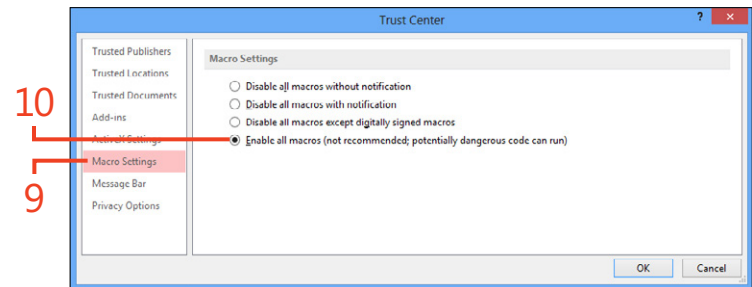 Trust Center
?
×
Trusted Publishers
Trusted Locations
Trusted Documents
Add-ins
ActiveX Settings
Macro Settings
Message Bar
Privacy Options
Macro Settings
Disable all macros without notification
Disable all macros with notification
Disable all macros except digitally signed macros
Enable all macros (not recommended; potentially dangerous code can run)
OK
Cancel
10
9